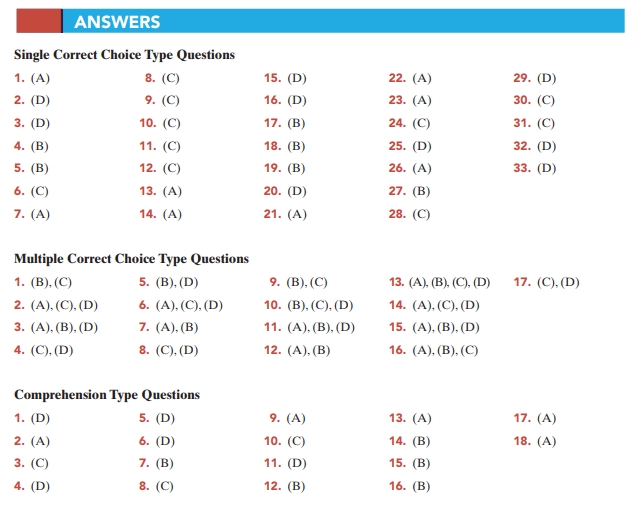 ANSWERS
Single Correct Choice Type Questions
1. (A) 8. (C) 15. (D) 22. (A) 29. (D)
2. (D) 9. (C) 16. (D) 23. (A) 30. (C)
3. (D) 10. (C) 17. (B) 24. (C) 31. (C)
4. (B) 11. (C) 18. (B) 25. (D) 32. (D)
5. (B) 12. (C) 19. (B) 26. (A) 33. (D)
6. (C) 13. (A) 20. (D) 27. (B)
7. (A) 14. (A) 21. (A) 28. (C)
Multiple Correct Choice Type Questions
1. (B), (C) 5. (B), (D) 9. (B), (C) 13. (A), (B), (C), (D) 17. (C), (D)
2. (A), (C), (D) 6. (A), (C), (D) 10. (B), (C), (D) 14. (A), (C), (D)
3. (A), (B), (D) 7. (A), (B) 11. (A), (B), (D) 15. (A), (B), (D)
4. (C), (D) 8. (C), (D) 12. (A), (B) 16. (A), (B), (C)
Comprehension Type Questions
1. (D) 5. (D) 9. (A) 13. (A) 17. (A)
2. (A) 6. (D) 10. (C) 14. (B) 18. (A)
3. (C) 7. (B) 11. (D) 15. (B)
4. (D) 8. (C) 12. (B) 16. (B)